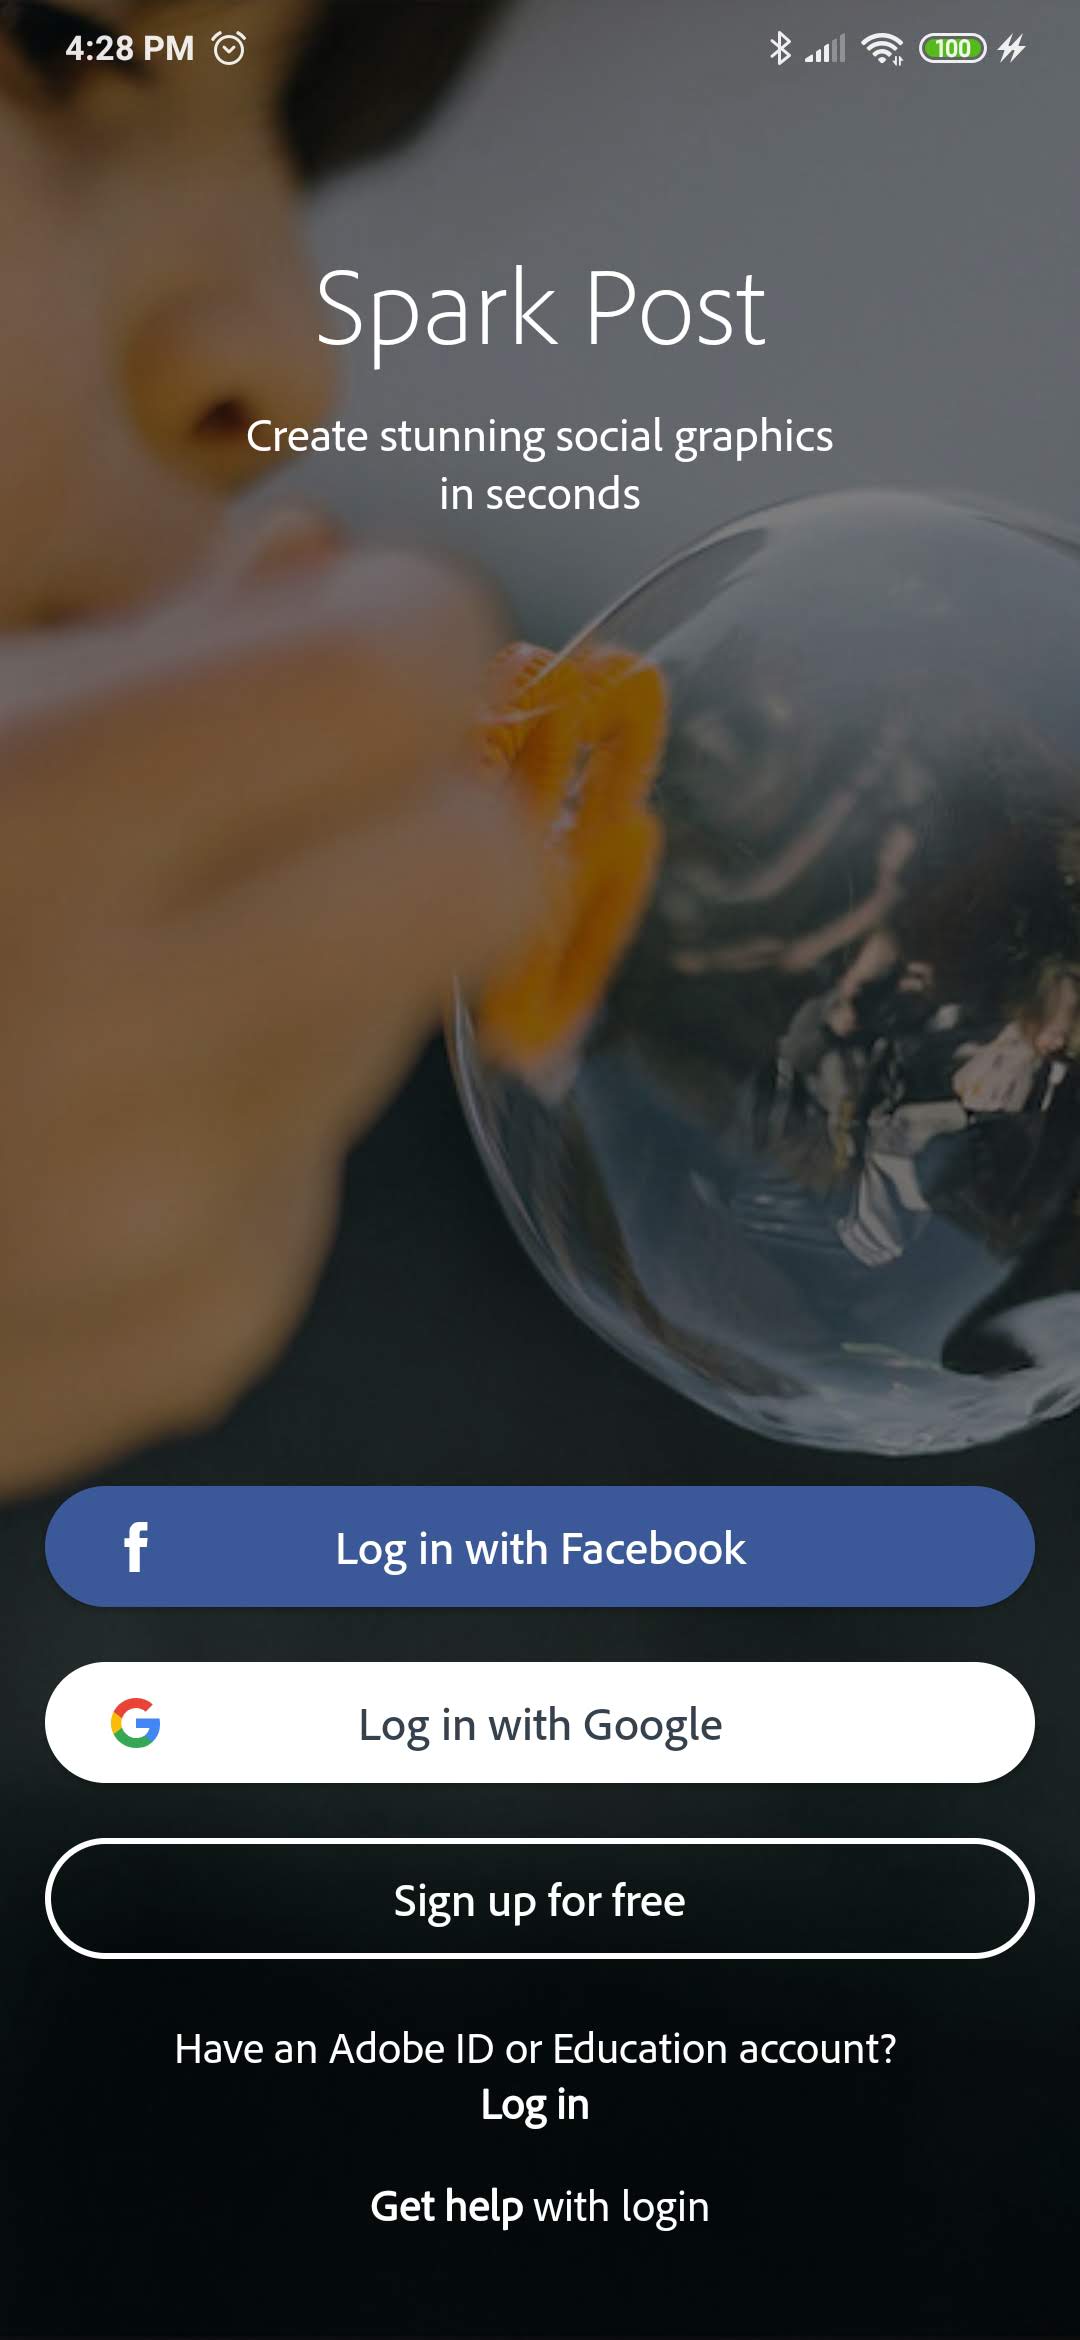 4:28 PM
100
Spark Post
Create stunning social graphics
in seconds
f
Log in with Facebook
G
Log in with Google
Sign up for free
Have an Adobe ID or Education account?
Log in
Get help with login